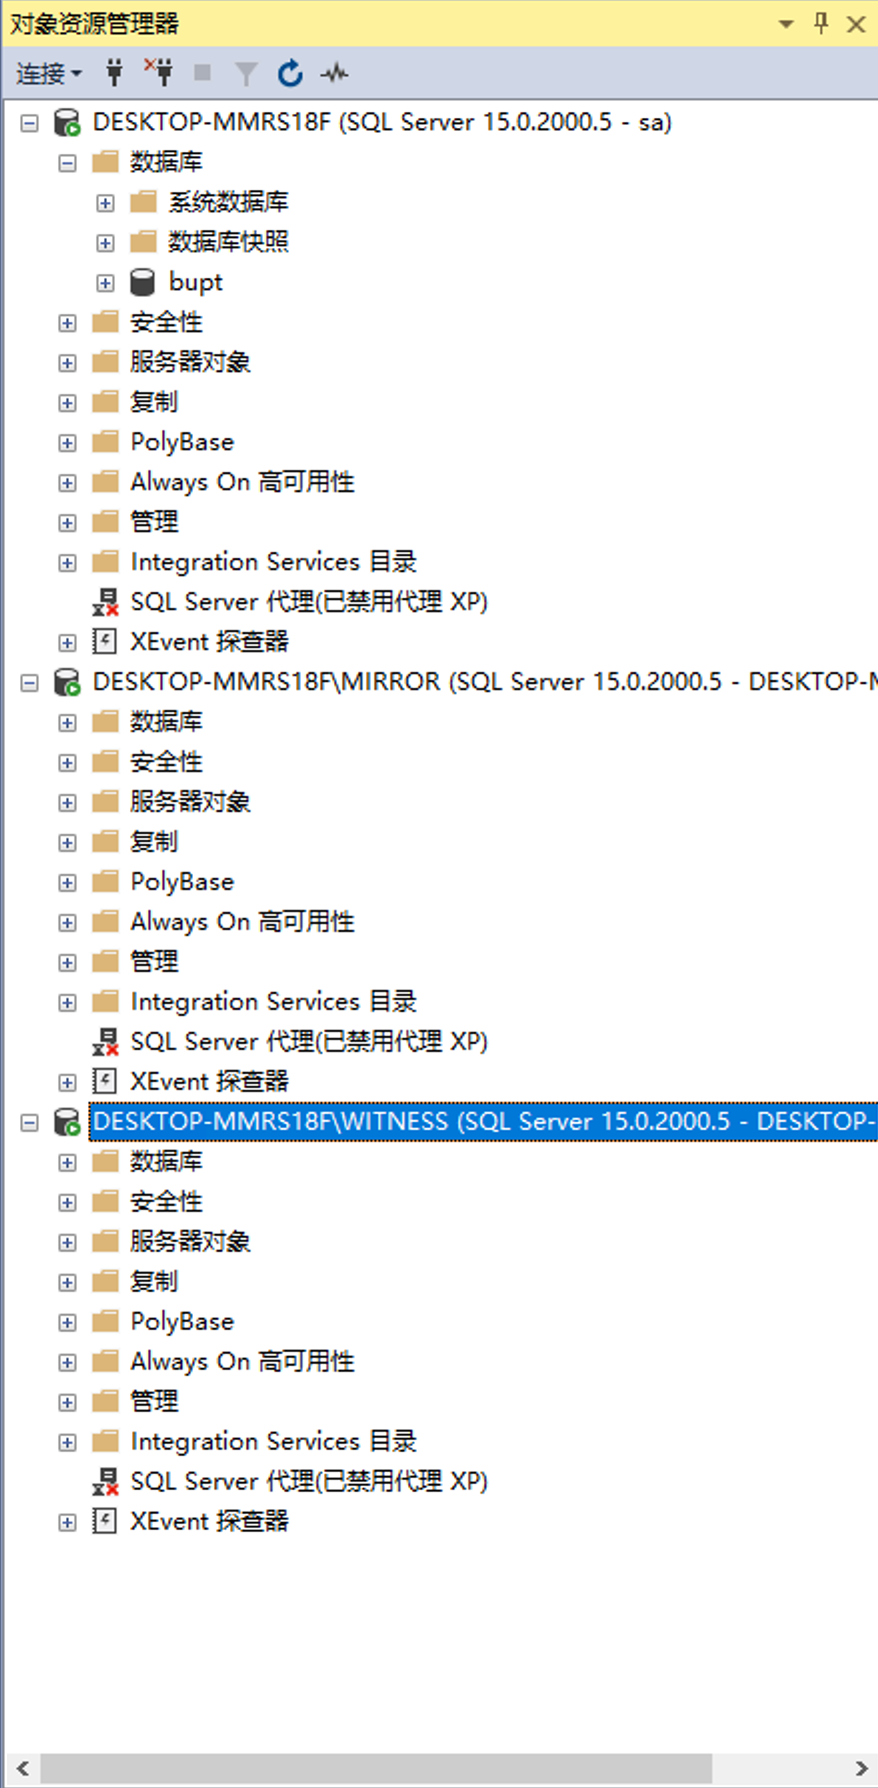 对象资源管理器
连接
DESKTOP-MMRS18F (SQL Server 15.0.2000.5 - sa)
数据库
系统数据库
数据库快照
bupt
安全性
服务器对象
复制
PolyBase
Always On 高可用性
管理
Integration Services 目录
SQL Server 代理(已禁用代理 XP)
XEvent 探查器
DESKTOP-MMRS18F\MIRROR (SQL Server 15.0.2000.5 - DESKTOP-M
数据库
安全性
服务器对象
复制
PolyBase
Always On 高可用性
管理
Integration Services 目录
SQL Server 代理(已禁用代理 XP)
XEvent 探查器
DESKTOP-MMRS18F\WITNESS (SQL Server 15.0.2000.5 - DESKTOP-
数据库
安全性
服务器对象
复制
PolyBase
Always On 高可用性
管理
Integration Services 目录
SQL Server 代理(已禁用代理 XP)
XEvent 探查器